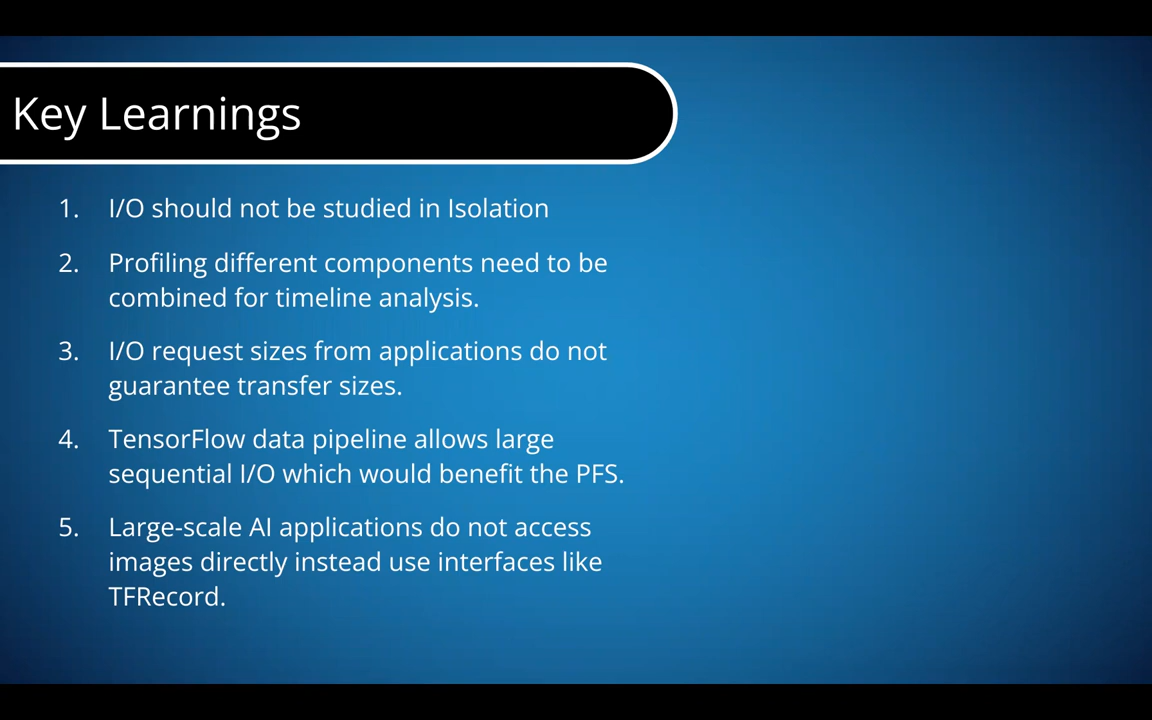 Key Learnings
1. I/O should not be studied in Isolation
2. Profiling different components need to be
combined for timeline analysis.
3. I/O request sizes from applications do not
guarantee transfer sizes.
4. TensorFlow data pipeline allows large
sequential I/O which would benefit the PFS.
5. Large-scale AI applications do not access
images directly instead use interfaces like
TFRecord.